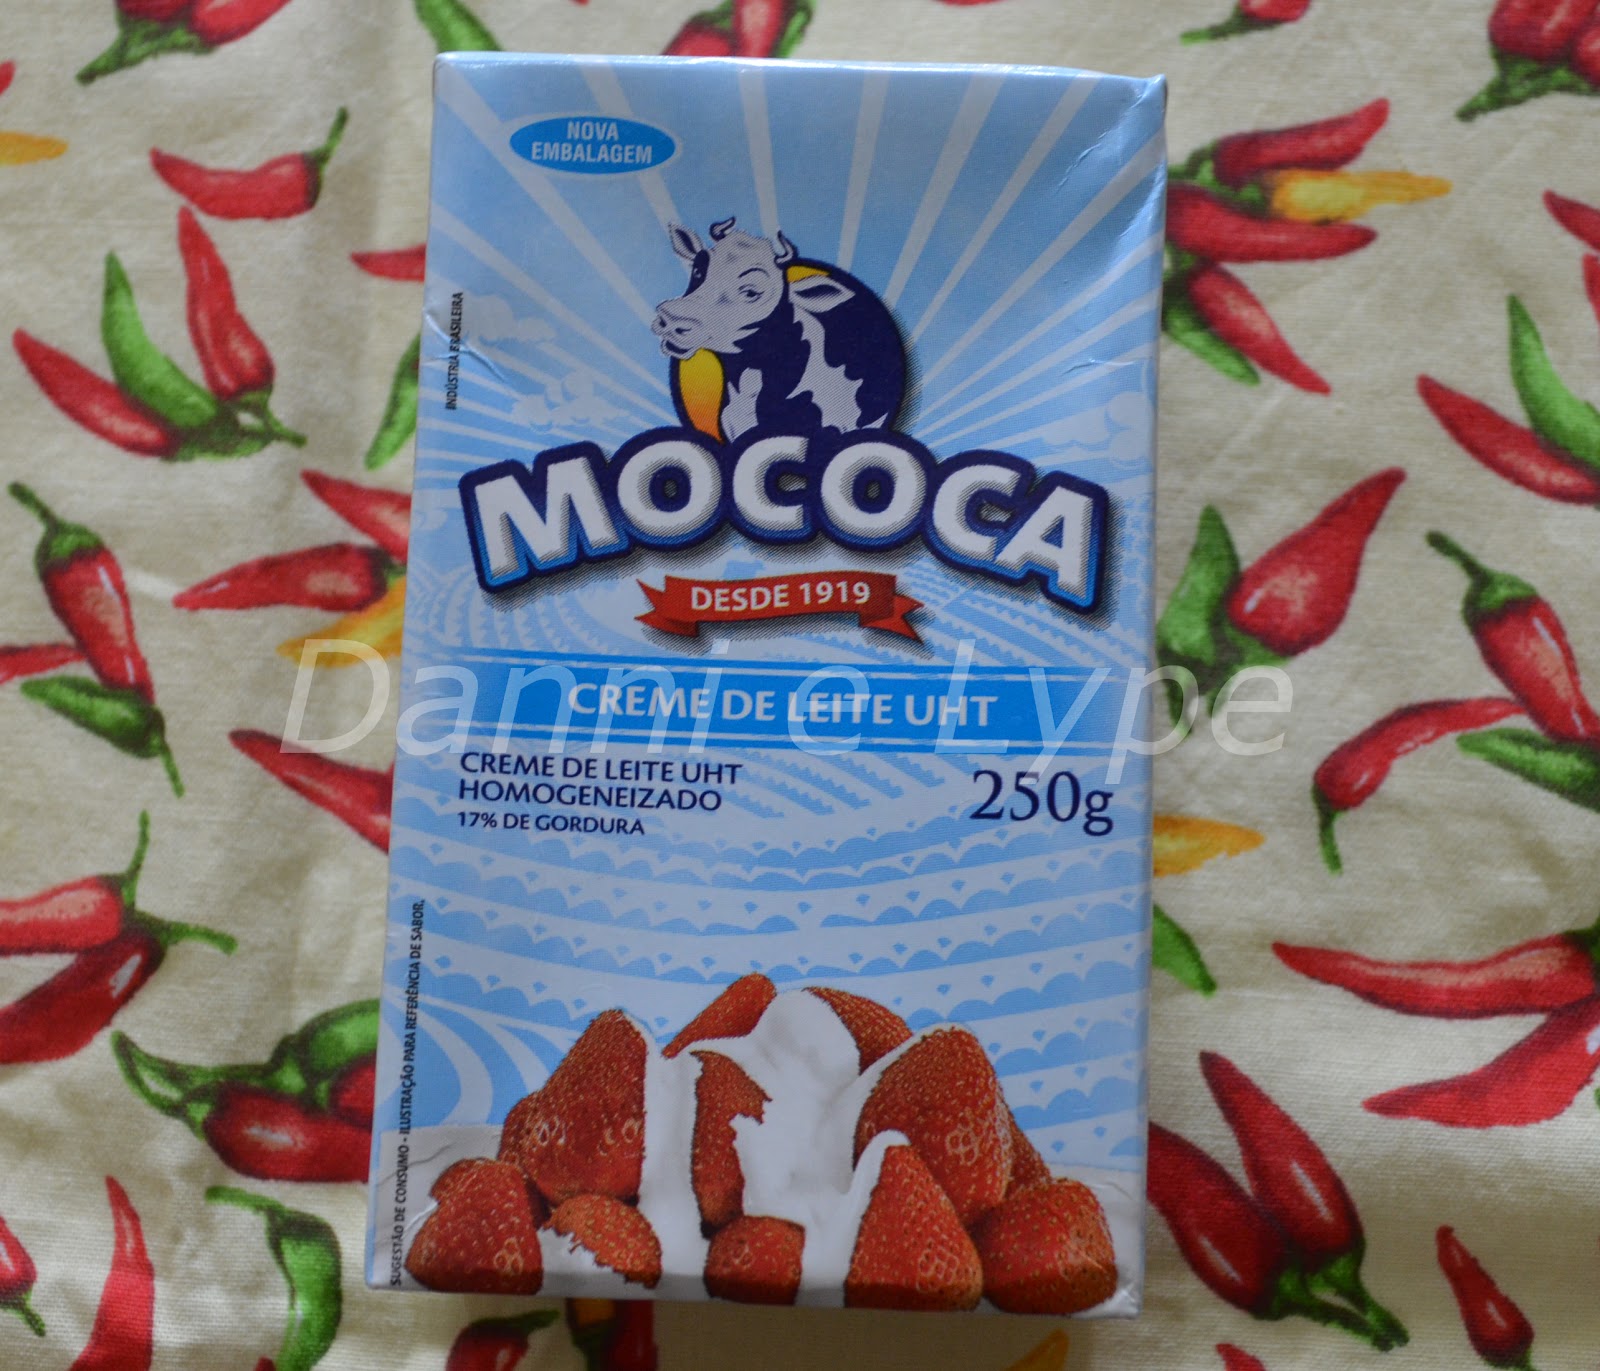 NOVA
EMBALAGEM
INDÚSTRIA BRASILEIRA
MOCOCA
DESDE 1919
CREME DE LEITE UHT
Danni e Lype
CREME DE LEITE UHT
HOMOGENEIZADO
17% DE GORDURA
250g
SUGESTÃO DE CONSUMO - ILUSTRAÇÃO PARA REFERÊNCIA DE SABOR.